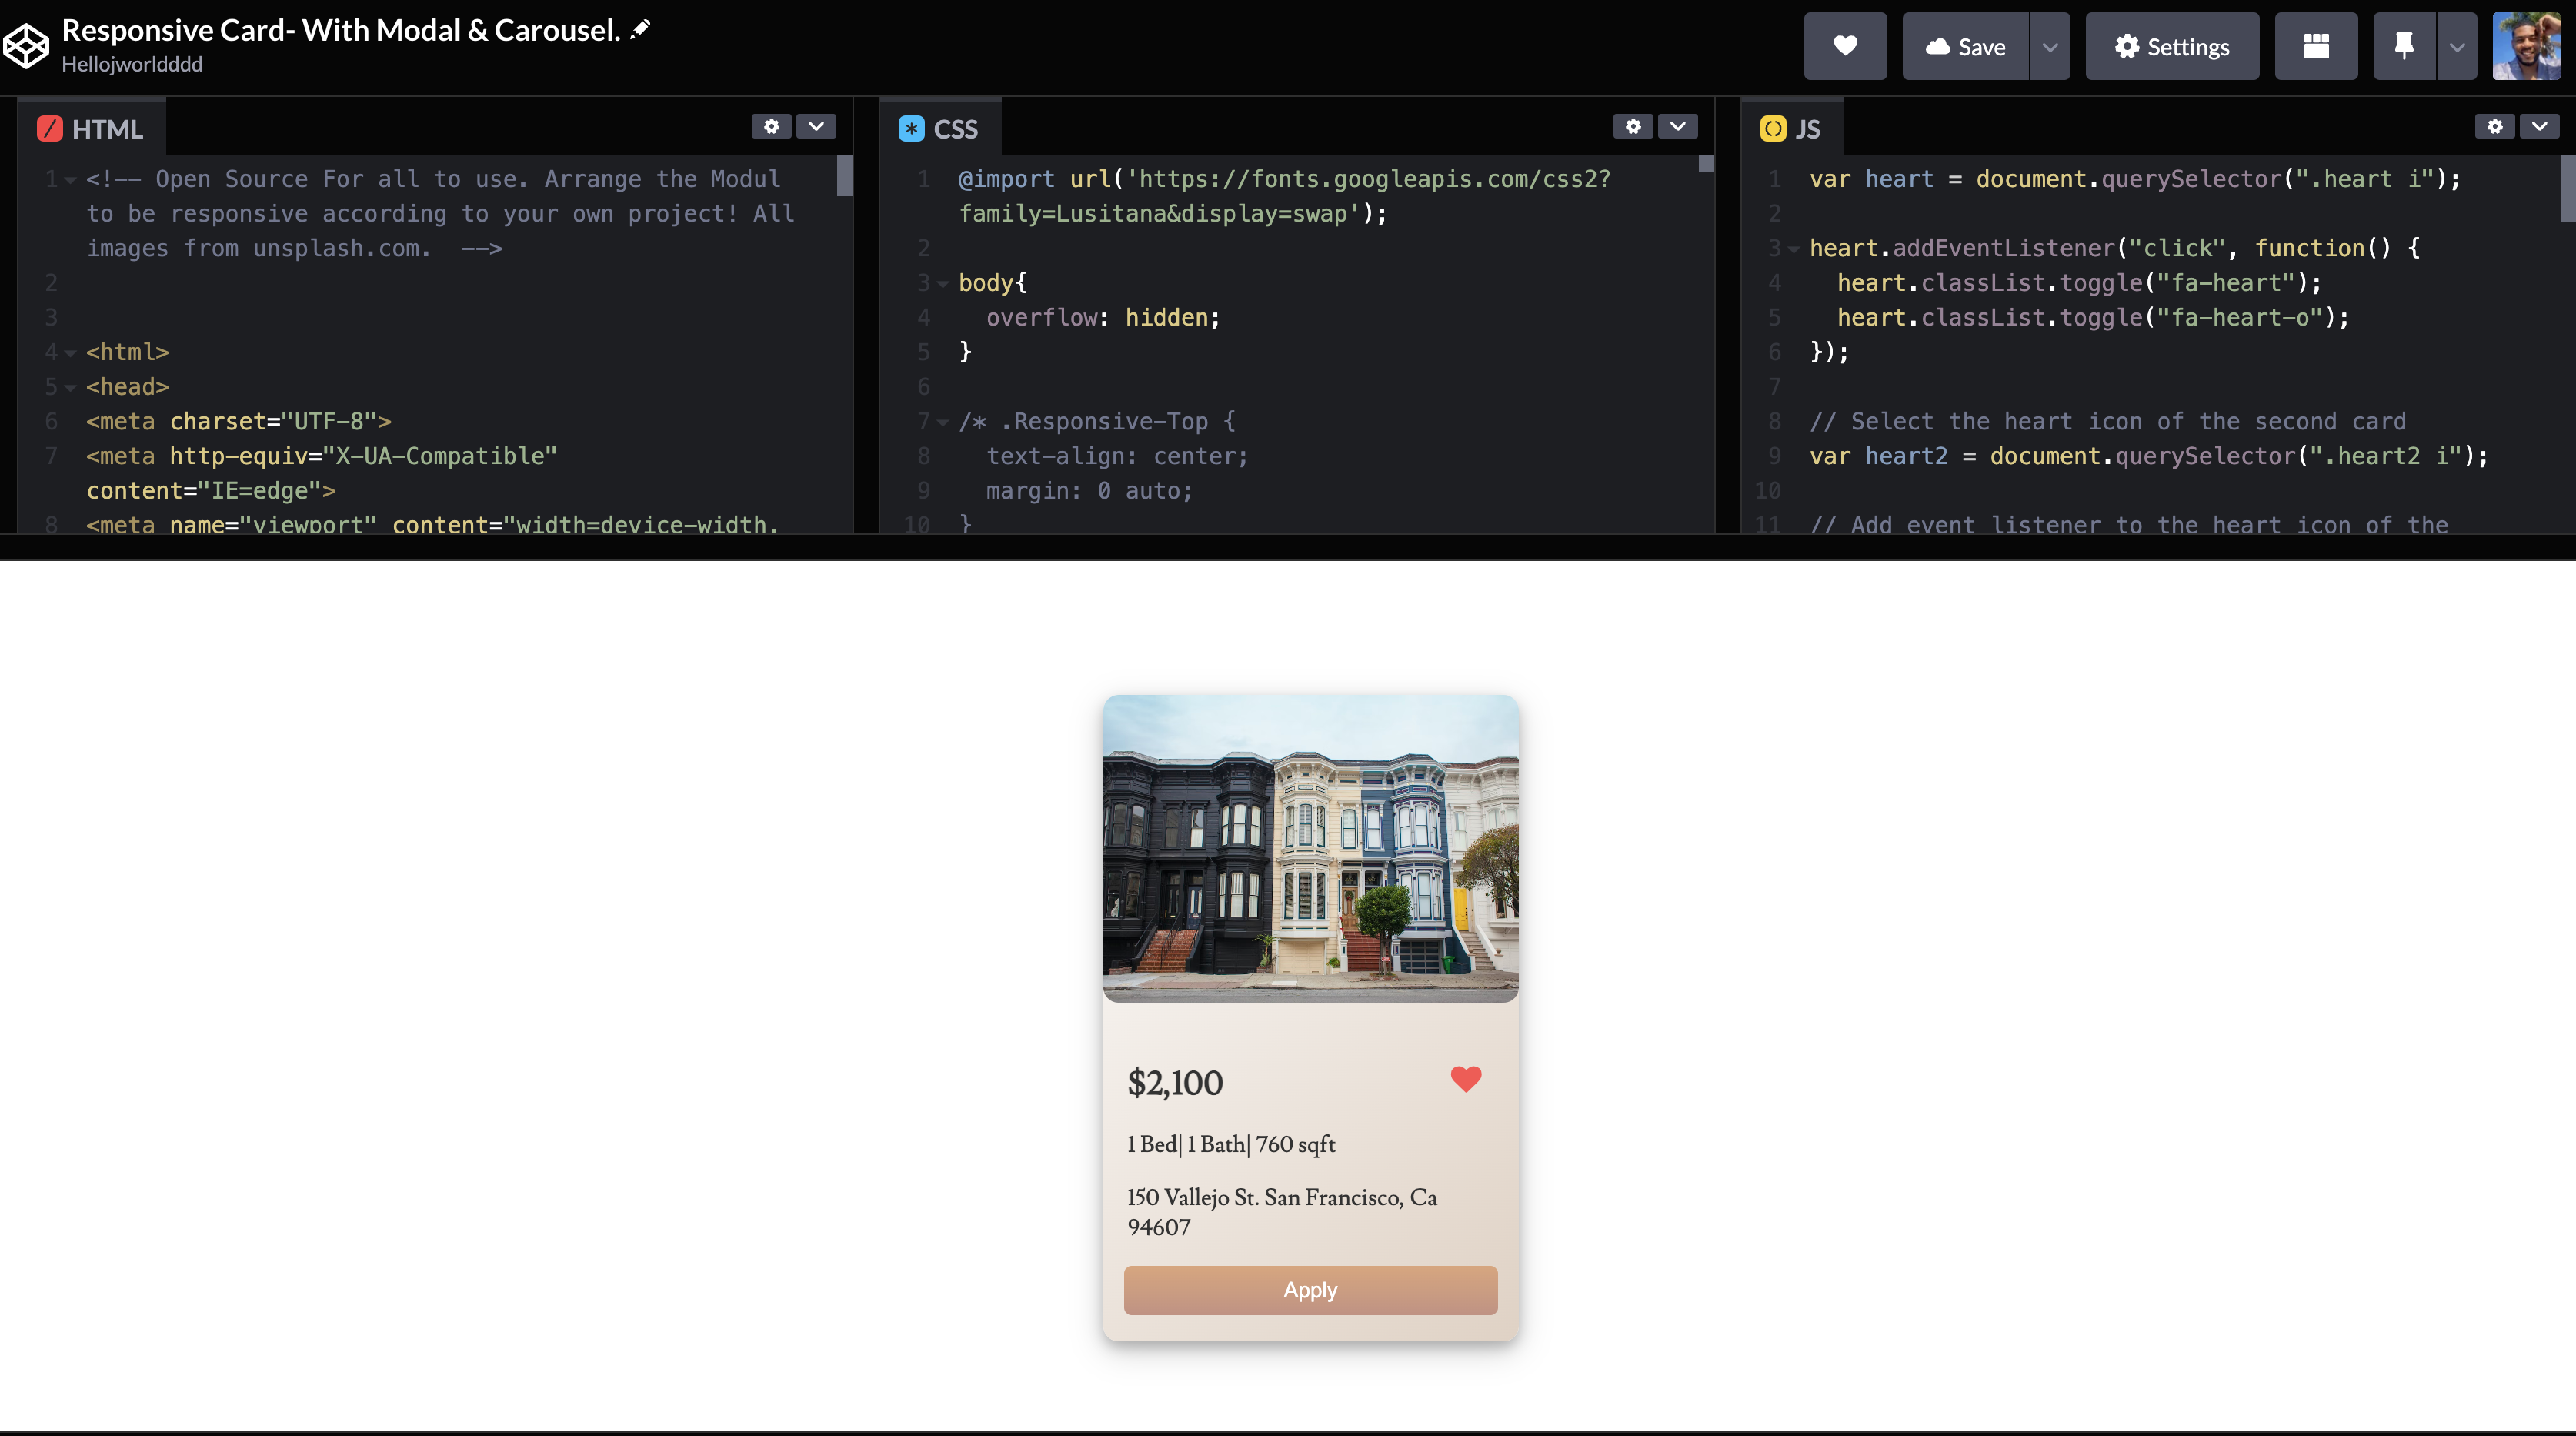 Responsive Card- With Modal & Carousel.
Hellojworldddd
Save
Settings
HTML
1 <!-- Open Source For all to use. Arrange the Modul
to be responsive according to your own project! All
images from unsplash.com.  -->
2
3
4 <html>
5 <head>
6 <meta charset="UTF-8">
7 <meta http-equiv="X-UA-Compatible"
content="IE=edge">
8 <meta name="viewport" content="width=device-width,
CSS
1 @import url('https://fonts.googleapis.com/css2?
family=Lusitana&display=swap');
2
3 body{
4 overflow: hidden;
5 }
6
7 /* .Responsive-Top {
8 text-align: center;
9 margin: 0 auto;
10 }
JS
1 var heart = document.querySelector(".heart i");
2
3 heart.addEventListener("click", function() {
4 heart.classList.toggle("fa-heart");
5 heart.classList.toggle("fa-heart-o");
6 });
7
8 // Select the heart icon of the second card
9 var heart2 = document.querySelector(".heart2 i");
10
11 // Add event listener to the heart icon of the
$2,100
1 Bed| 1 Bath| 760 sqft
150 Vallejo St. San Francisco, Ca
94607
Apply